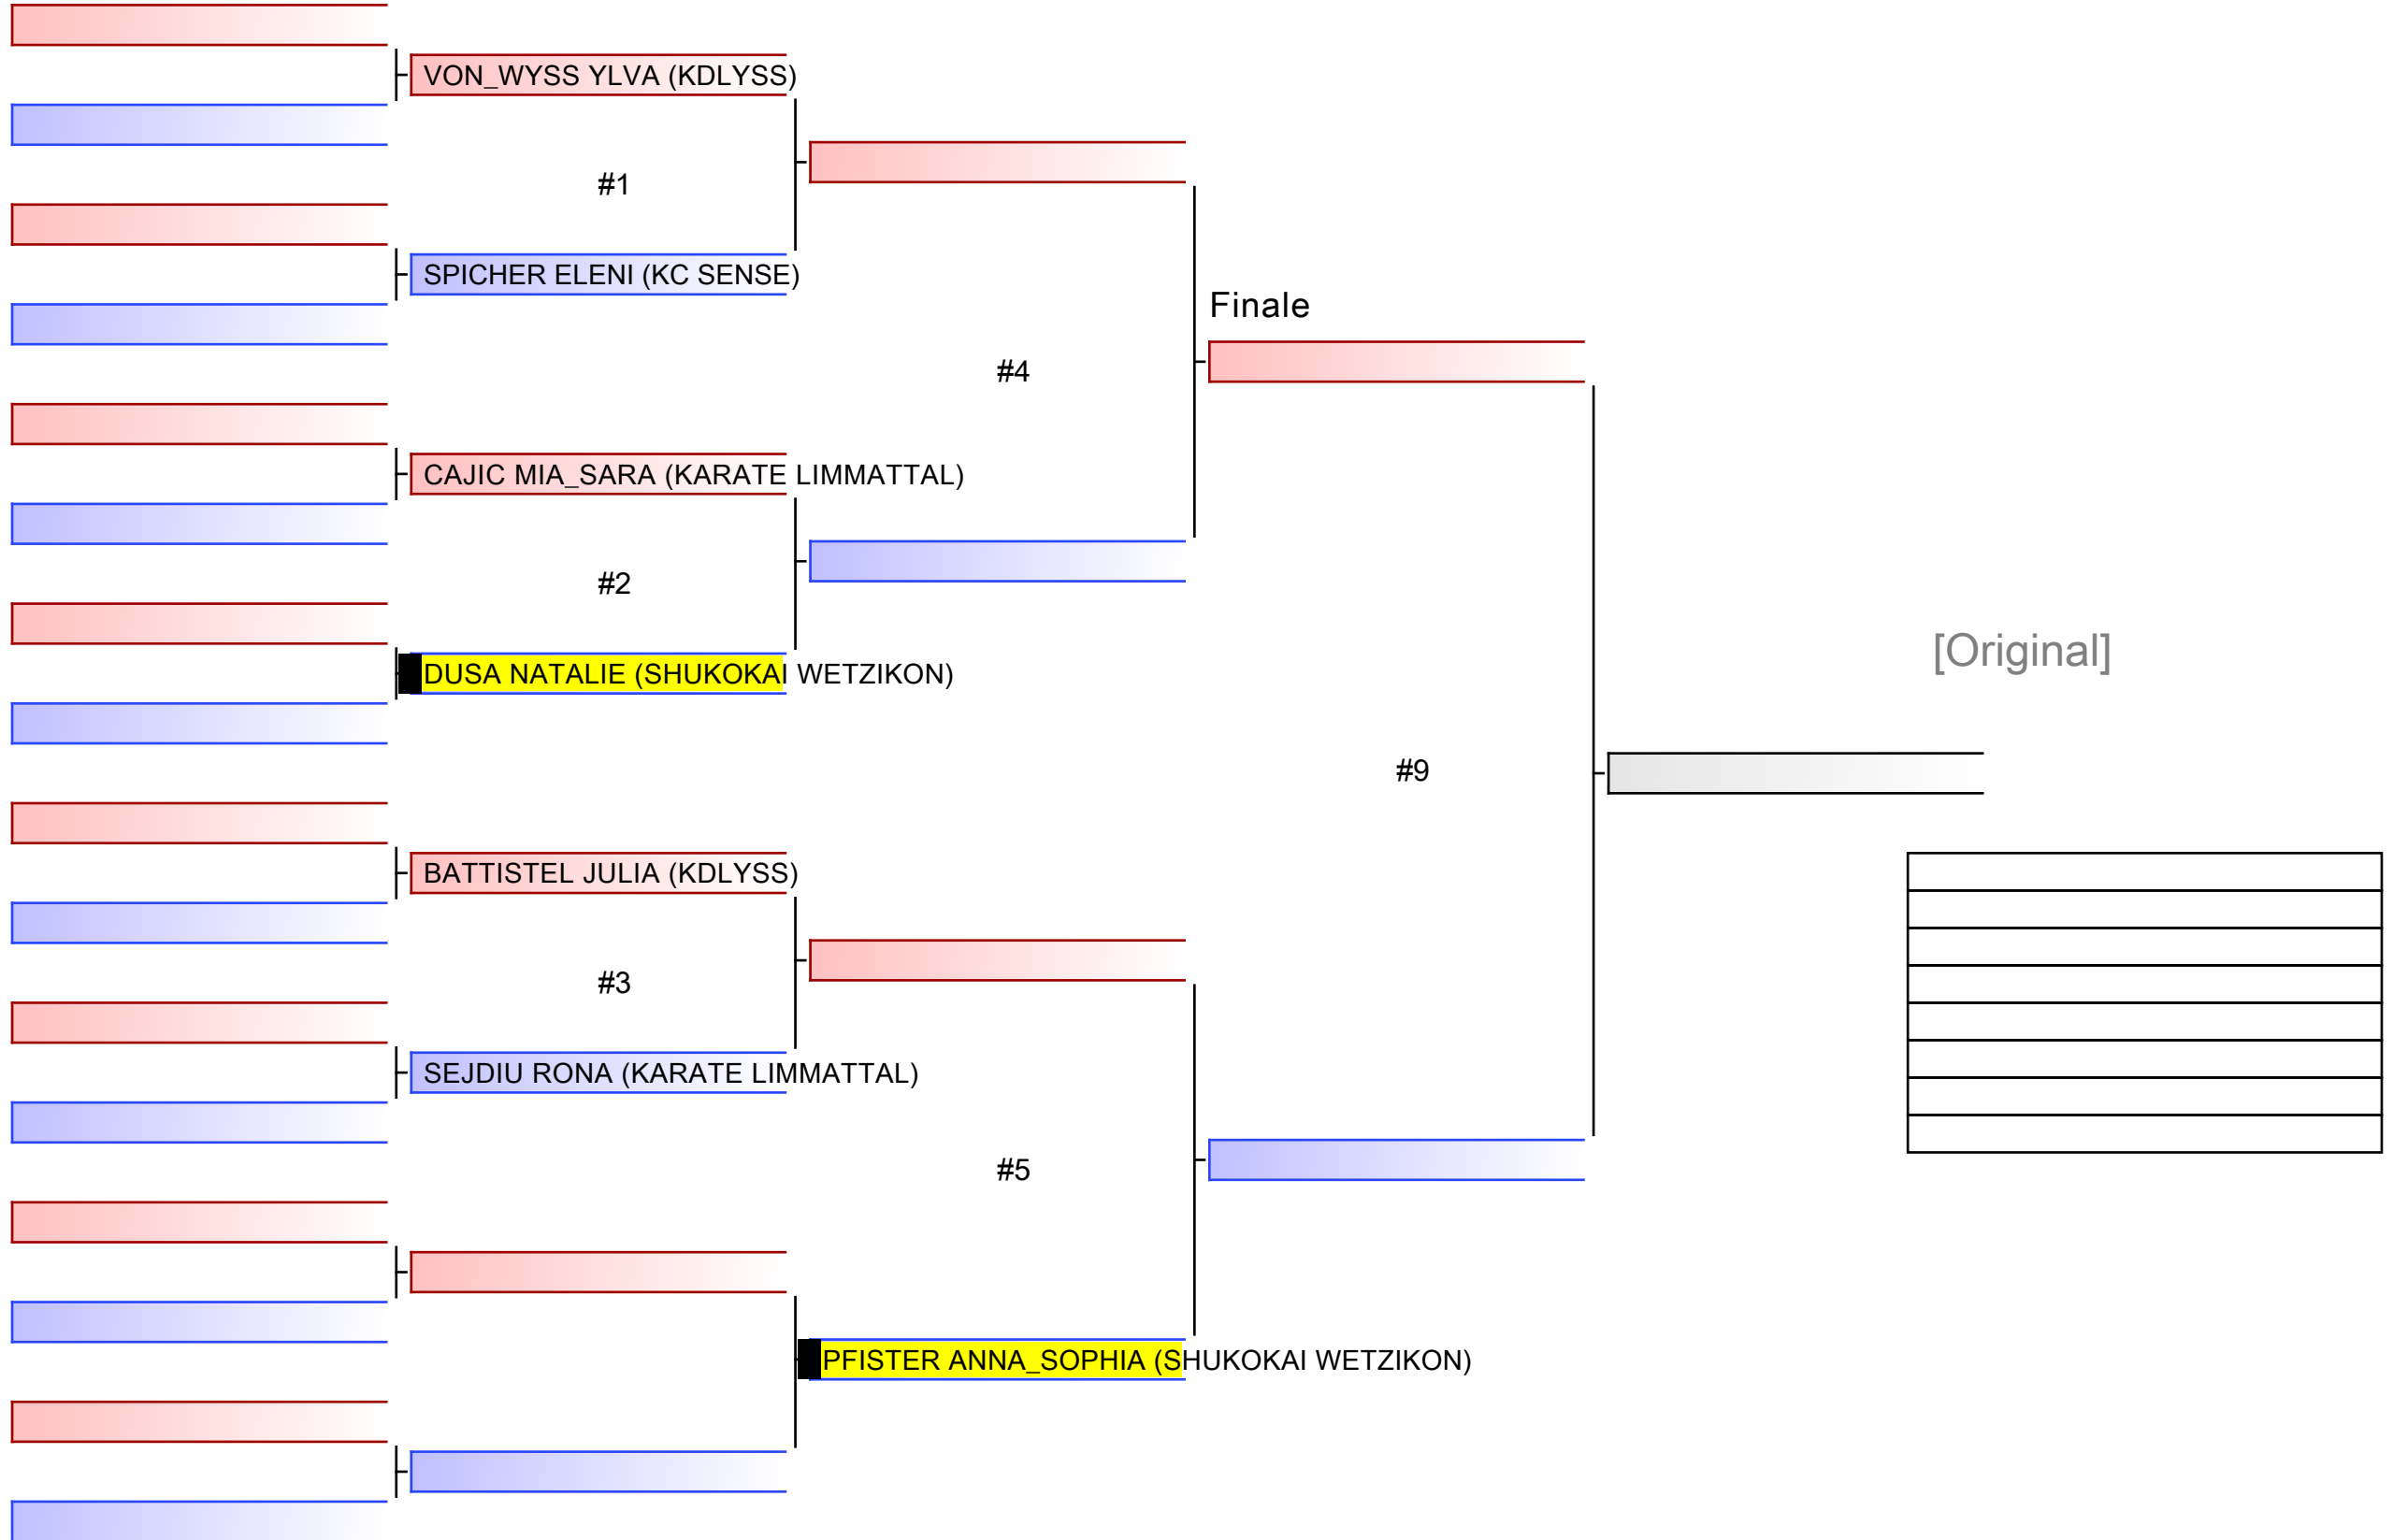 VON_WYSS YLVA (KDLYSS)
#1
SPICHER ELENI (KC SENSE)
Finale
#4
CAJIC MIA_SARA (KARATE LIMMATTAL)
#2
[Original]
DUSA NATALIE (SHUKOKAI WETZIKON)
#9
BATTISTEL JULIA (KDLYSS)
#3
SEJDIU RONA (KARATE LIMMATTAL)
#5
PFISTER ANNA_SOPHIA (SHUKOKAI WETZIKON)